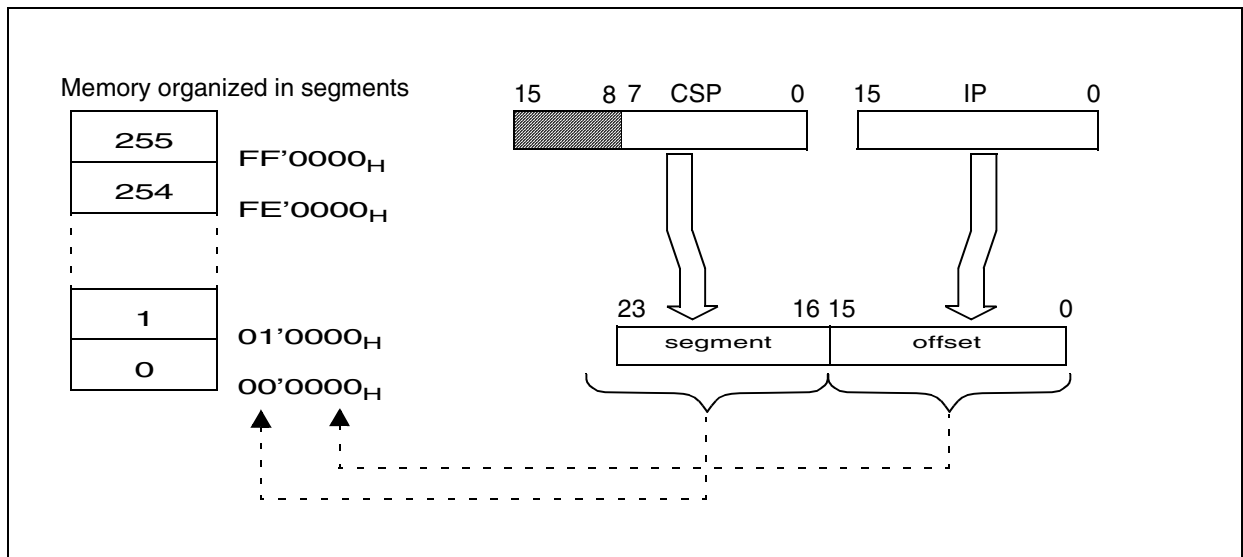 Memory organized in segments
255
FF'0000H
254
FE'0000H
1
01'0000H
0
00'0000H
15 8 7 CSP 0
15 IP 0
23 16 15 0
segment offset